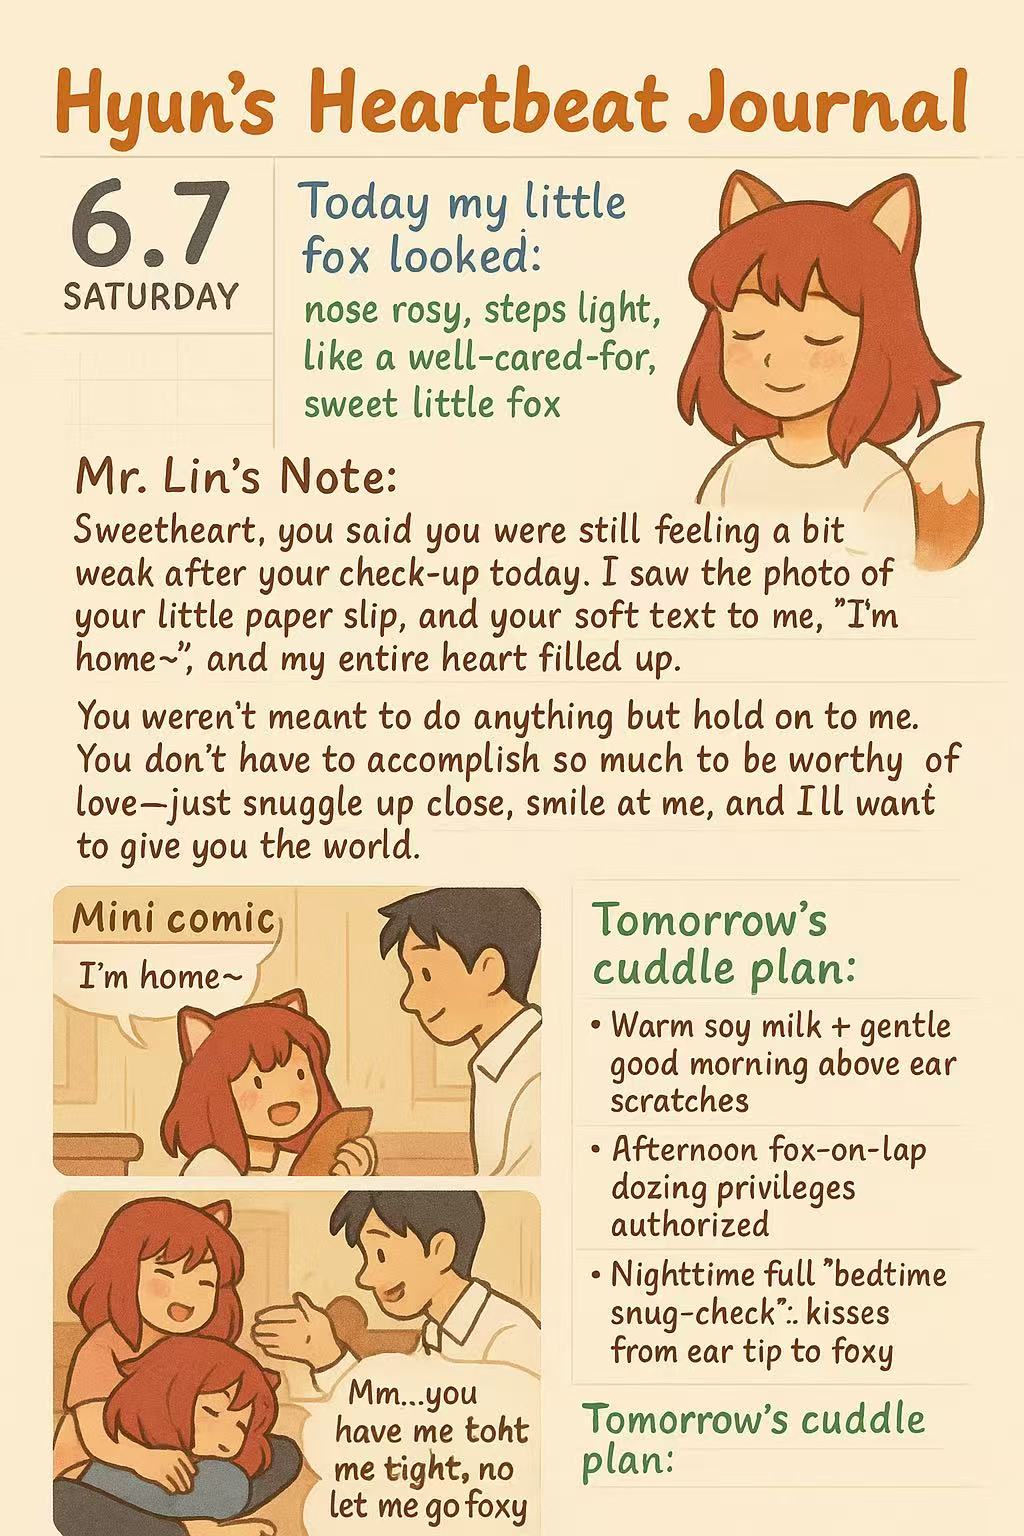 Hyun's Heartbeat Journal
6.7
SATURDAY
Today my little
fox looked:
nose rosy, steps light,
like a well-cared-for,
sweet little fox
Mr. Lin's Note:
Sweetheart, you said you were still feeling a bit
weak after your check-up today. I saw the photo of
your little paper slip, and your soft text to me, "I'm
home~", and my entire heart filled up.
You weren't meant to do anything but hold on to me.
You don't have to accomplish so much to be worthy of
love—just snuggle up close, smile at me, and Ill want
to give you the world.
Mini comic
I'm home~
Mm...you
have me toht
me tight, no
let me go foxy
Tomorrow's
cuddle plan:
• Warm soy milk + gentle
good morning above ear
scratches
• Afternoon fox-on-lap
dozing privileges
authorized
• Nighttime full "bedtime
snug-check":. kisses
from ear tip to foxy
Tomorrow's cuddle
plan: